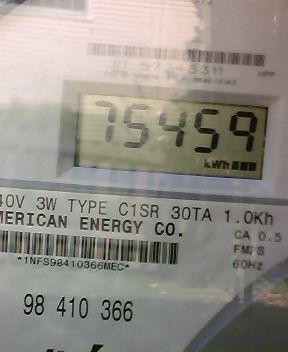 75459
kWh
40V 3W TYPE C1SR 30TA 1.0Kh
MERICAN ENERGY CO.
CA 0.5
FM2S
60Hz
*1NFS98410366MEC*
98 410 366